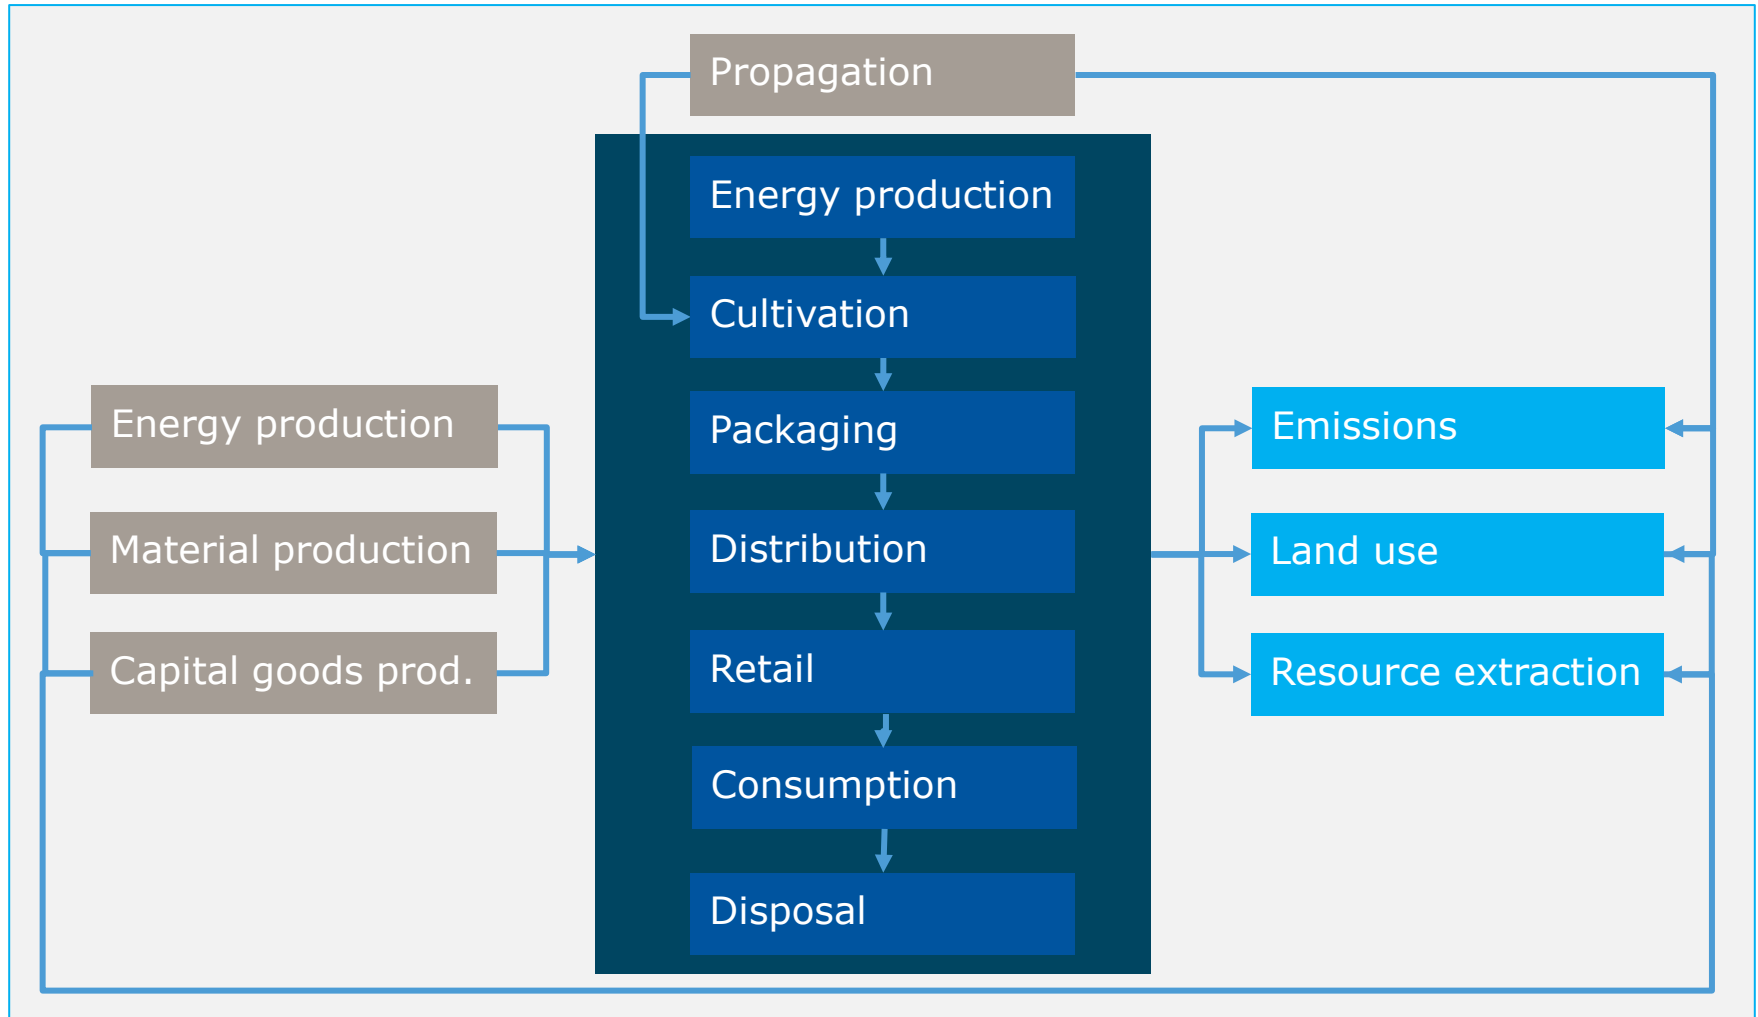 Propagation
Energy production
Cultivation
Packaging
Distribution
Retail
Consumption
Disposal
Energy production
Material production
Capital goods prod.
Emissions
Land use
Resource extraction